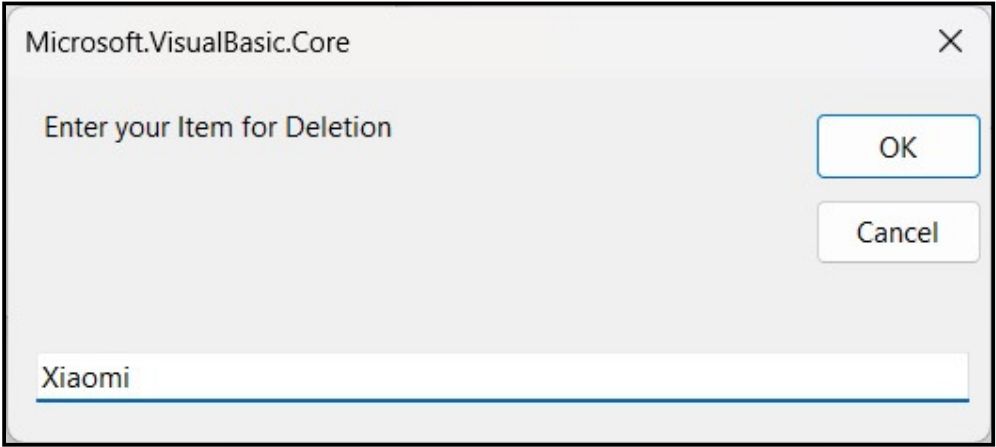 Microsoft.VisualBasic.Core
Enter your Item for Deletion
OK
Cancel
Xiaomi